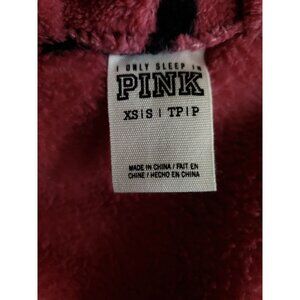 I ONLY SLEEP IN
PINK
XS|S | TP|P
MADE IN CHINA / FAIT EN
CHINE / HECHO EN CHINA